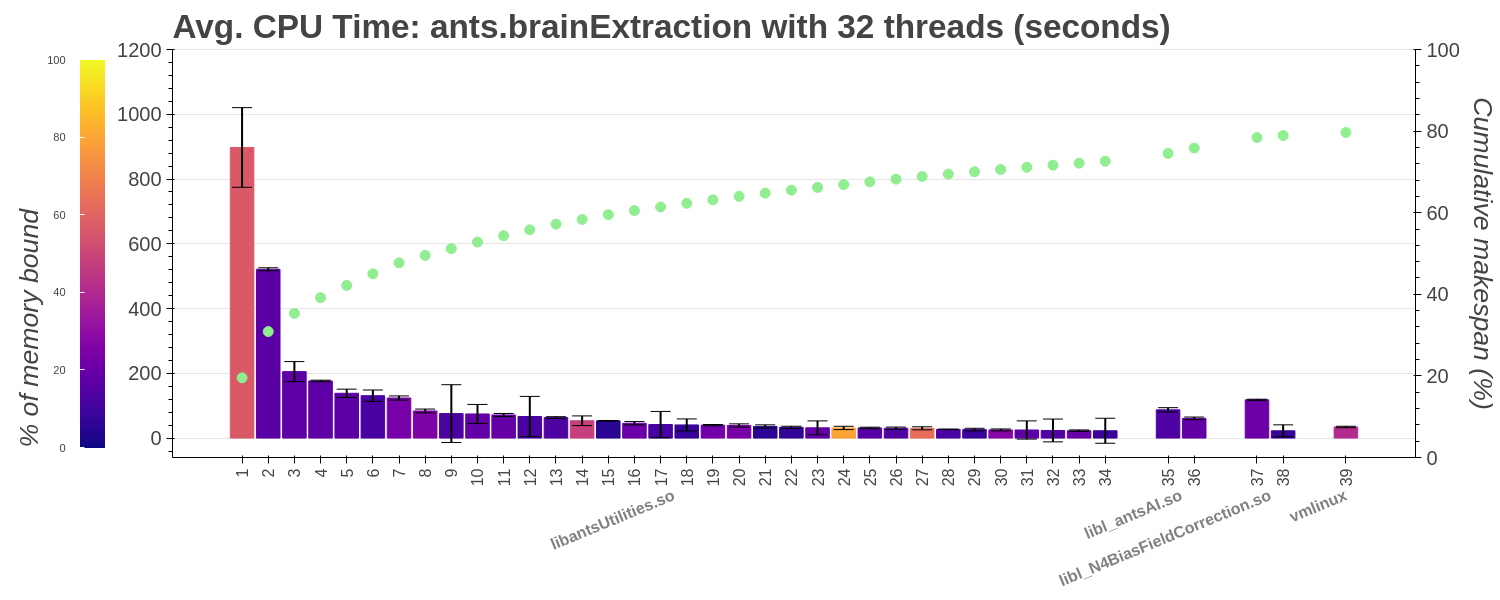 Avg. CPU Time: ants.brainExtraction with 32 threads (seconds)
% of memory bound
100
80
60
40
20
0
1200
1000
800
600
400
200
0
100
80
60
40
20
0
Cumulative makespan (%)
1 2 3 4 5 6 7 8 9 10 11 12 13 14 15 16 17 18 19 20 21 22 23 24 25 26 27 28 29 30 31 32 33 34 35 36 37 38 39
libantsUtilities.so
libl_antsAI.so
libl_N4BiasFieldCorrection.so
vmlinux